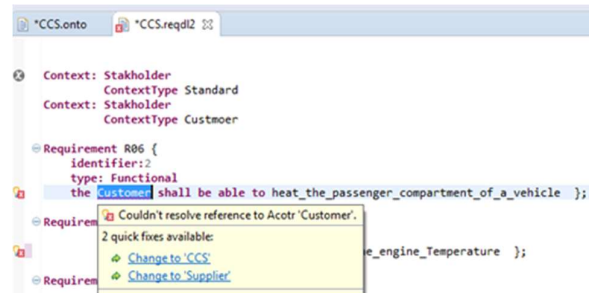 *CCS.onto *CCS.reqdl2
Context: Stakholder
ContextType Standard
Context: Stakholder
ContextType Custmoer
Requirement R06 {
identifier:2
type: Functional
the Customer shall be able to heat_the_passenger_compartment_of_a_vehicle };
Couldn't resolve reference to Acotr 'Customer'.
Requirem
2 quick fixes available:
Change to 'CCS'
e_engine_Temperature };
Change to 'Supplier'
Requirem